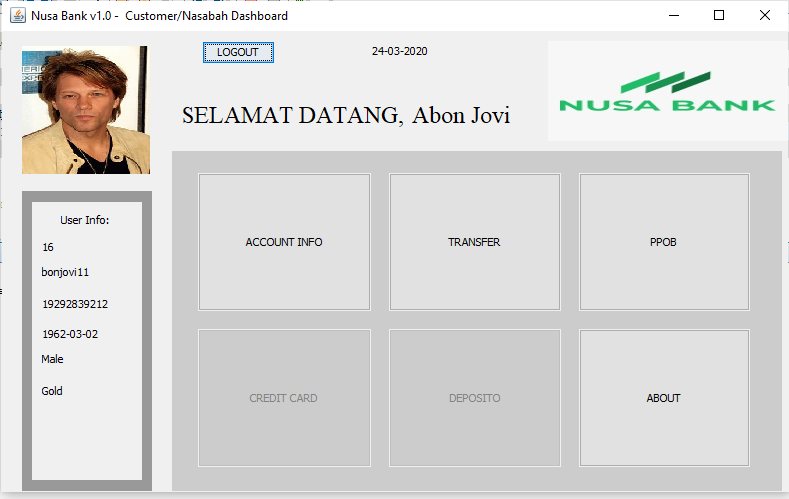 Nusa Bank v1.0 - Customer/Nasabah Dashboard
LOGOUT
24-03-2020
SELAMAT DATANG, Abon Jovi
NUSA BANK
User Info:
16
bonjovi11
19292839212
1962-03-02
Male
Gold
ACCOUNT INFO
TRANSFER
PPOB
CREDIT CARD
DEPOSITO
ABOUT